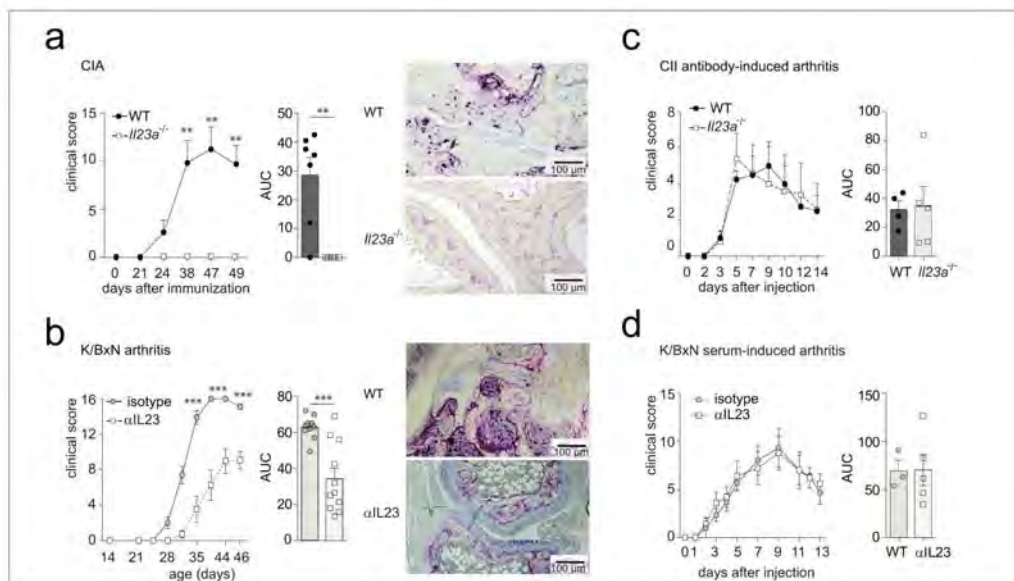 a
CIA
WT
Il23a-/-
clinical score
15
10
5
0
** ** **
0 21 24 38 47 49
days after immunization
AUC
50
40
30
20
10
0
**
WT
100 µm
Il23a-/-
100 µm
c
CII antibody-induced arthritis
WT
Il23a-/-
clinical score
8
6
4
2
0
0 2 3 5 7 9 10 12 14
days after injection
AUC
100
80
60
40
20
0
WT Il23a-/-
b
K/BxN arthritis
isotype
αIL23
clinical score
16
12
8
4
0
*** *** ***
14 21 28 35 44 46
age (days)
AUC
80
60
40
20
0
***
WT
100 µm
αIL23
100 µm
d
K/BxN serum-induced arthritis
isotype
αIL23
clinical score
15
10
5
0
0 1 3 5 7 9 11 13
days after injection
AUC
150
100
50
0
WT αIL23